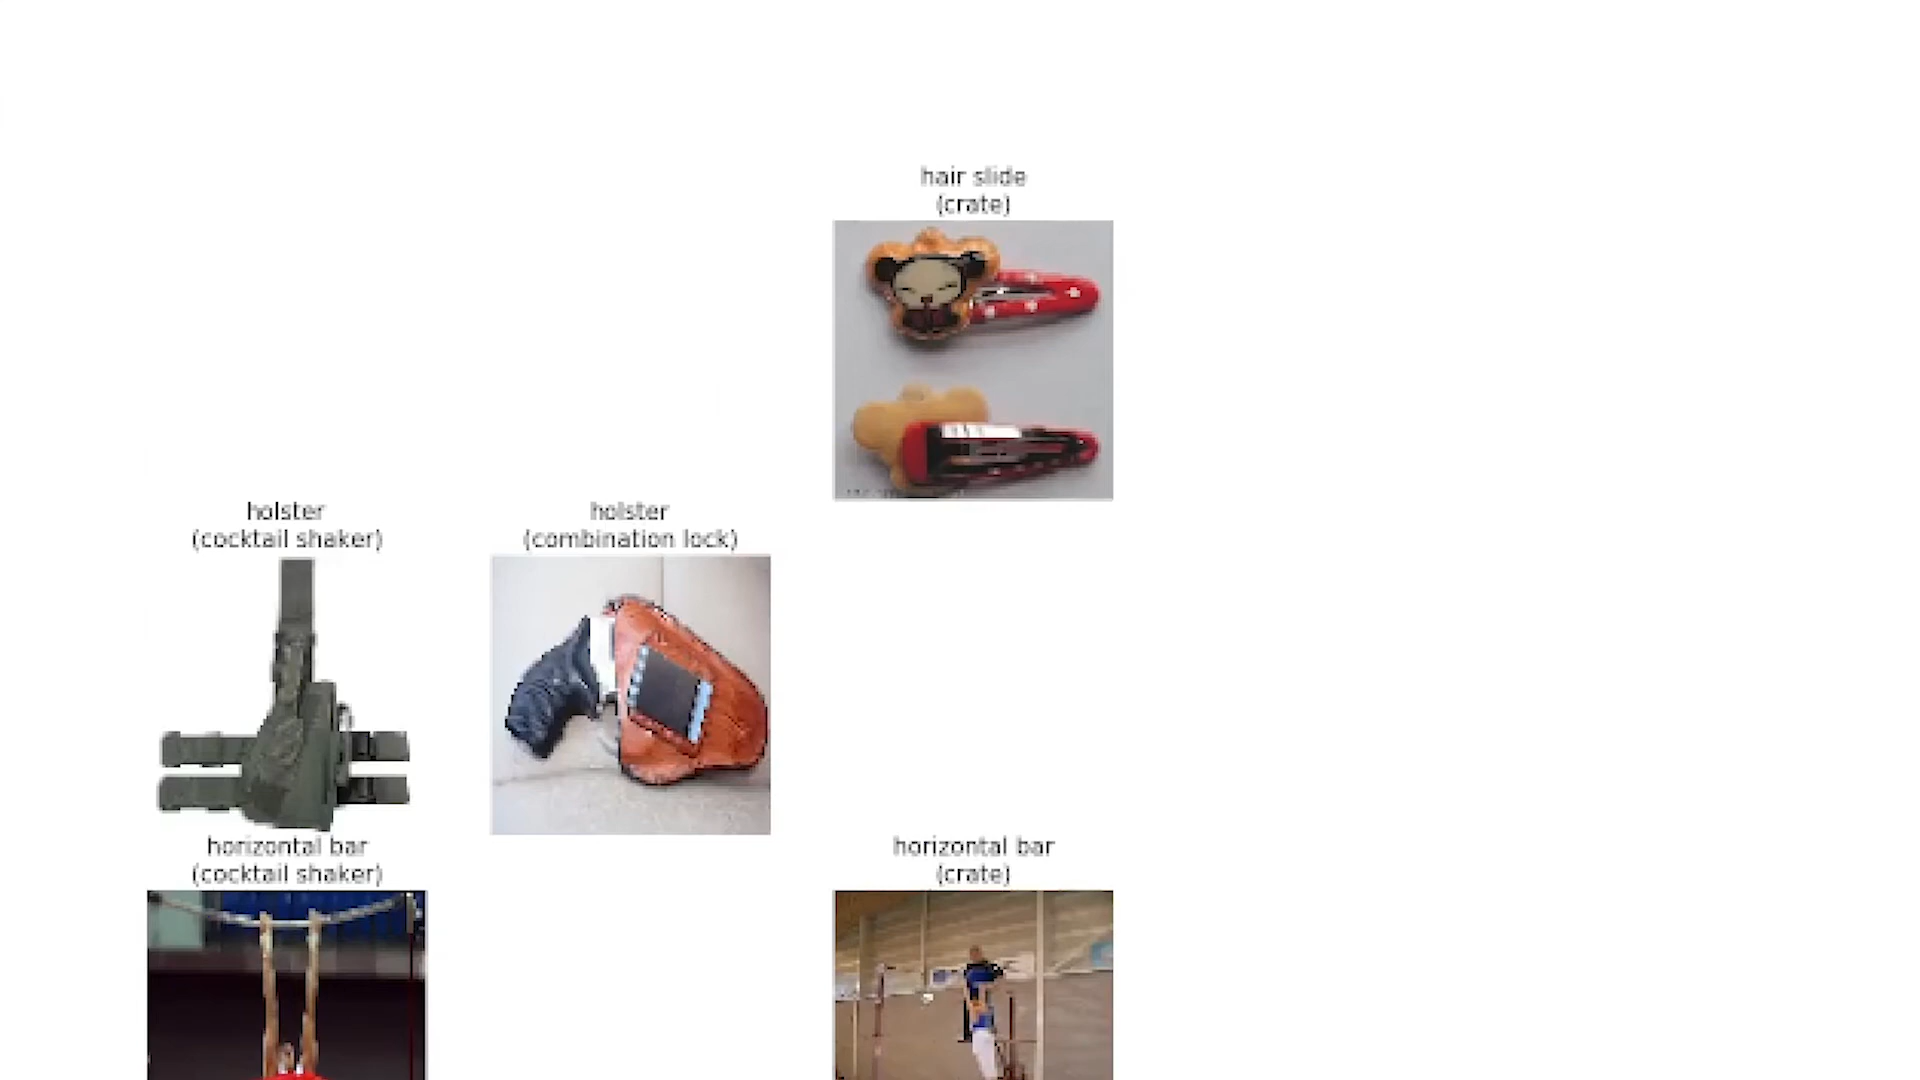 hair slide
(crate)
holster
(cocktail shaker)
holster
(combination lock)
horizontal bar
(cocktail shaker)
horizontal bar
(crate)